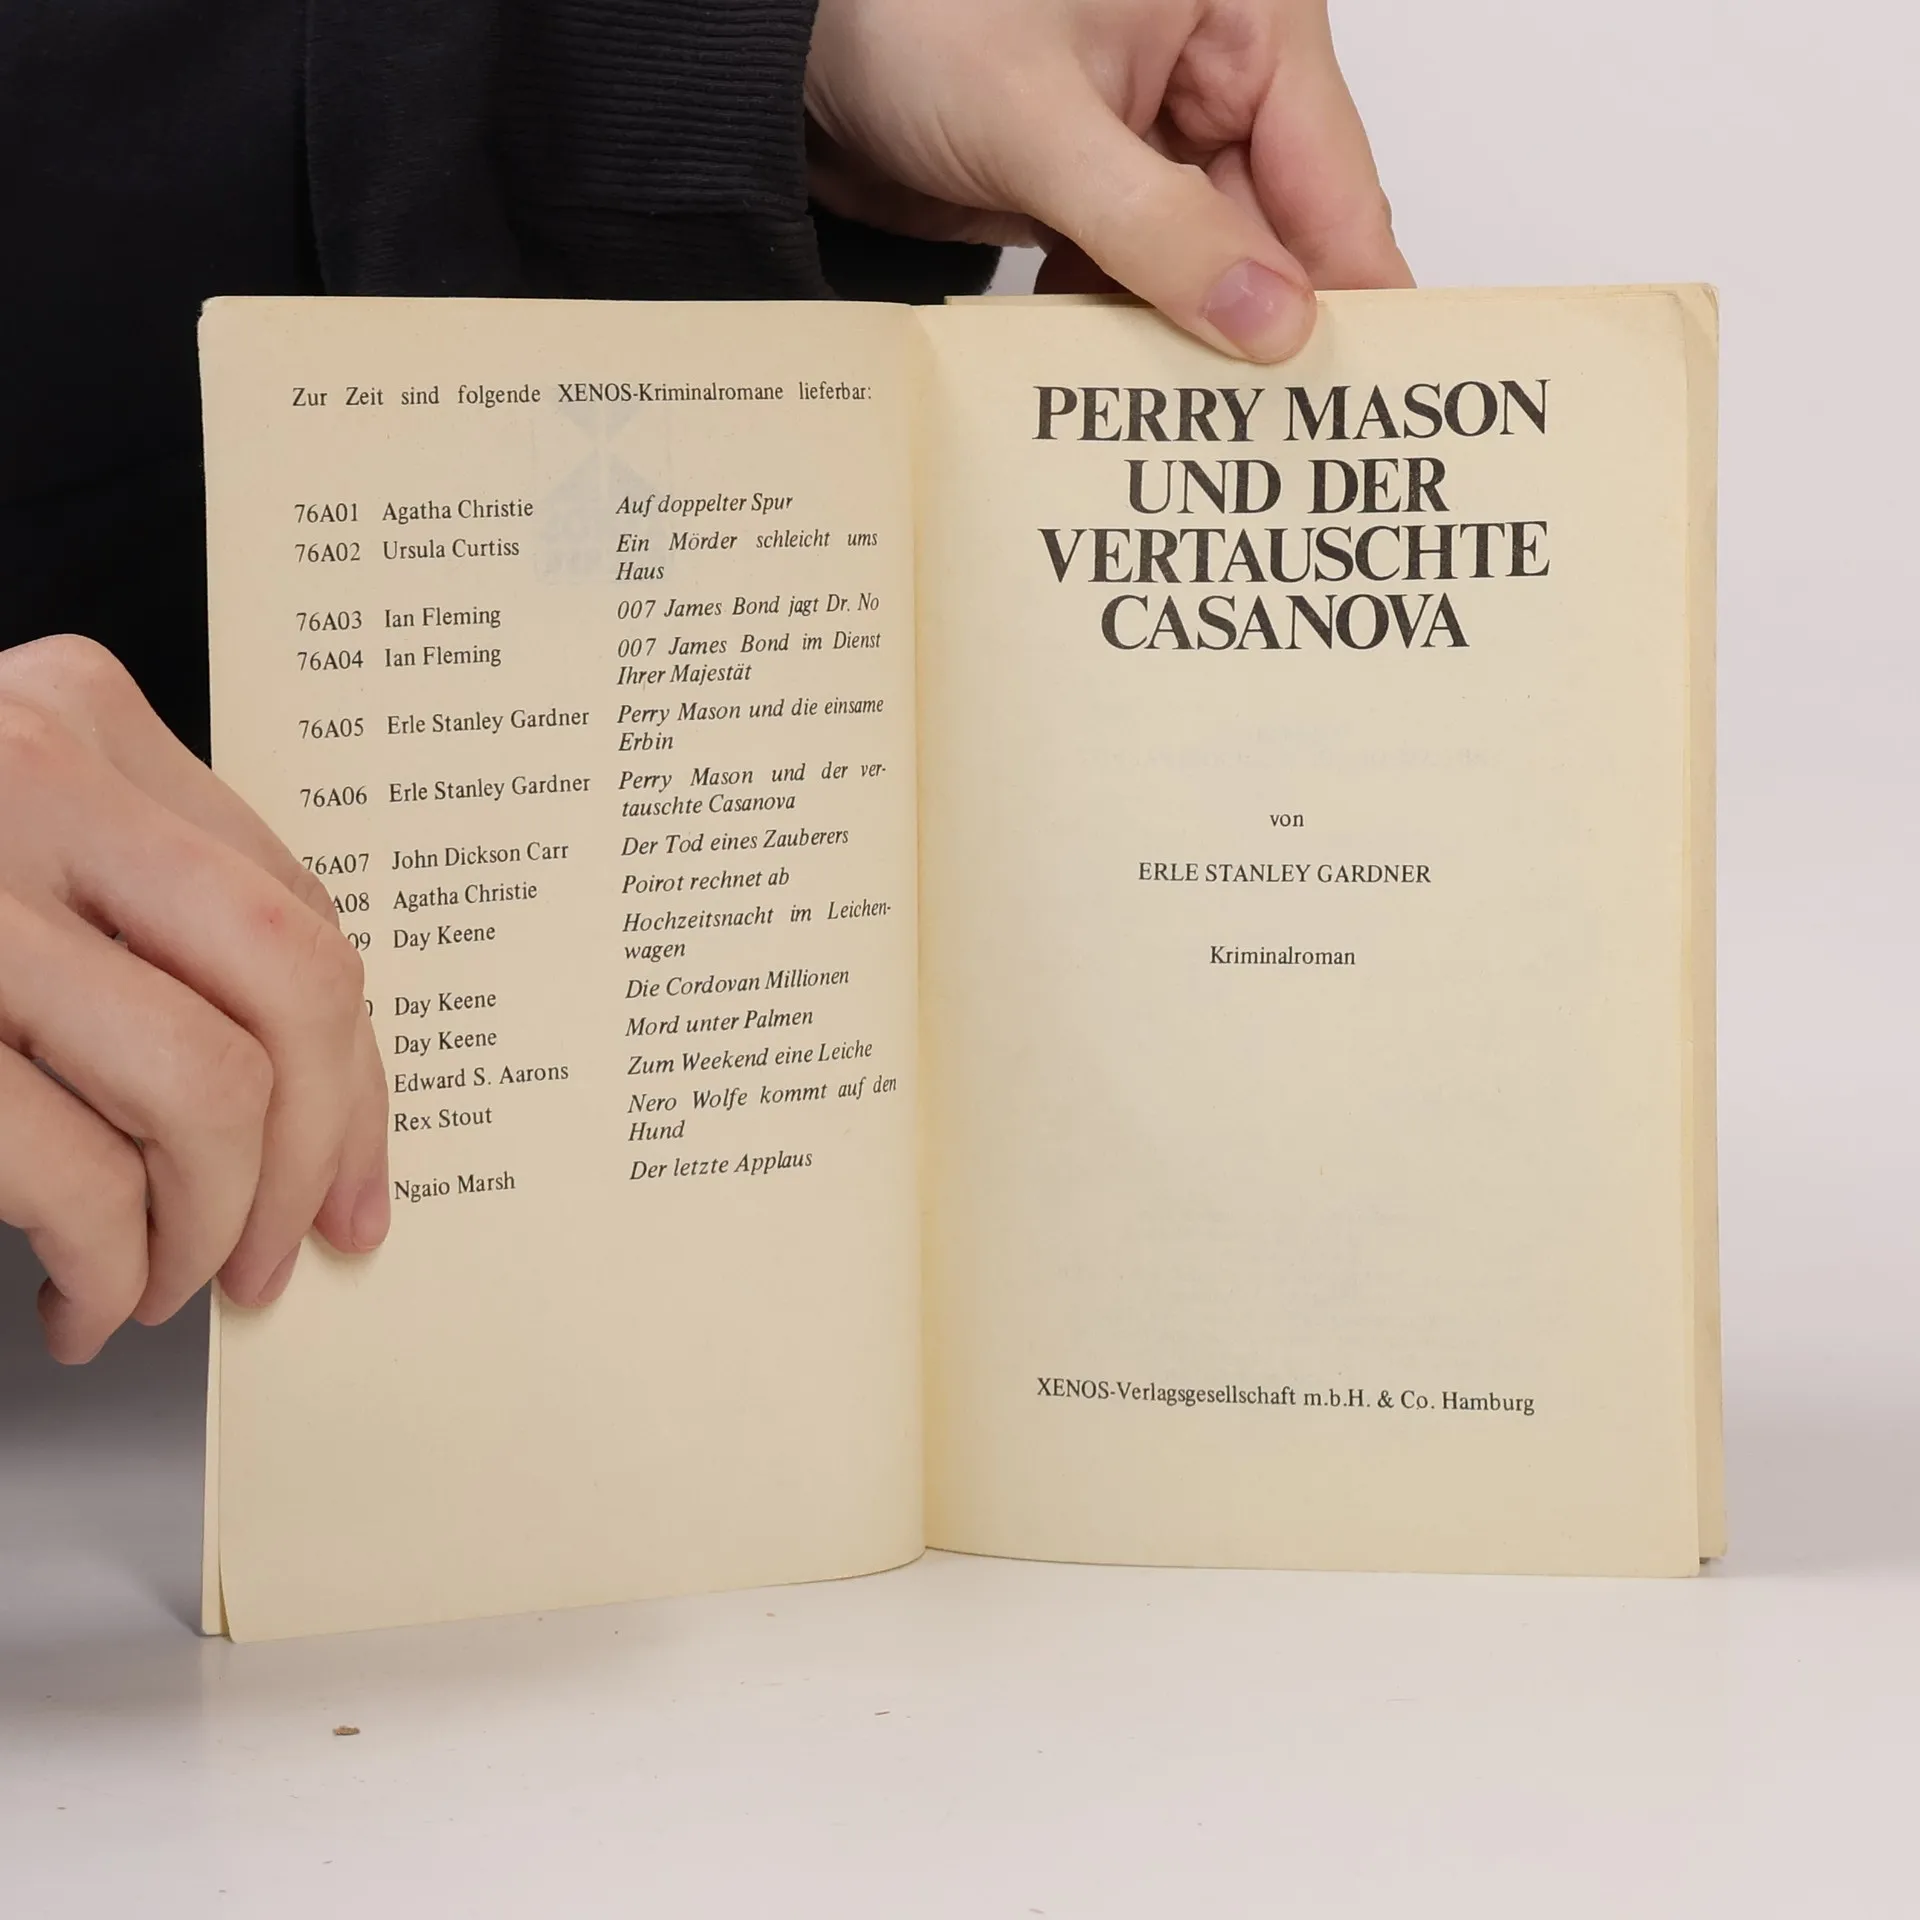 Zur Zeit sind folgende XENOS-Kriminalromane lieferbar:
76A01 Agatha Christie Auf doppelter Spur
76A02 Ursula Curtiss Ein Mörder schleicht ums
Haus
76A03 Ian Fleming 007 James Bond jagt Dr. No
76A04 Ian Fleming 007 James Bond im Dienst
Ihrer Majestät
76A05 Erle Stanley Gardner Perry Mason und die einsame
Erbin
76A06 Erle Stanley Gardner Perry Mason und der ver-
tauschte Casanova
76A07 John Dickson Carr Der Tod eines Zauberers
A08 Agatha Christie Poirot rechnet ab
09 Day Keene Hochzeitsnacht im Leichen-
wagen
Day Keene Die Cordovan Millionen
Day Keene Mord unter Palmen
Edward S. Aarons Zum Weekend eine Leiche
Rex Stout Nero Wolfe kommt auf den
Hund
Ngaio Marsh Der letzte Applaus
PERRY MASON
UND DER
VERTAUSCHTE
CASANOVA
von
ERLE STANLEY GARDNER
Kriminalroman
XENOS-Verlagsgesellschaft m.b.H. & Co. Hamburg